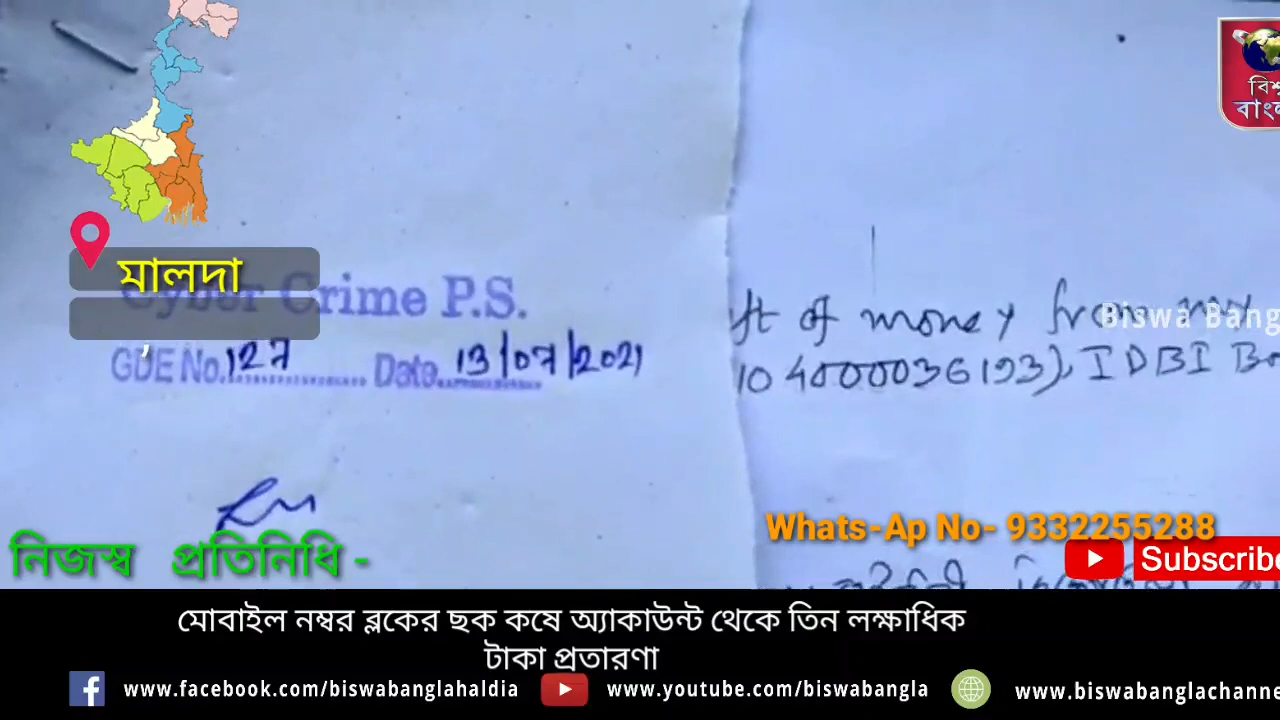 বিশ্ব
বাংলা
মালদা
Cyber Crime P.S.
GDE No. 127 Date 13/07/2021
ft of money from my
Biswa Bang
10400003 6193), IDBI Ba
Whats-Ap No- 9332255288
Subscribe
নিজস্ব প্রতিনিধি -
মোবাইল নম্বর ব্লকের ছক কষে অ্যাকাউন্ট থেকে তিন লক্ষাধিক
টাকা প্রতারণা
www.facebook.com/biswabanglahaldia
www.youtube.com/biswabangla
www.biswabanglachanne